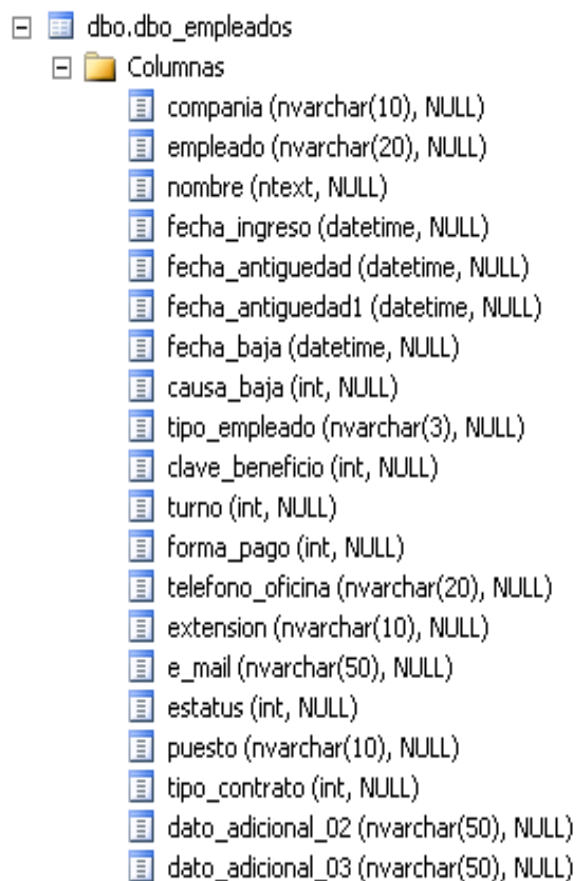 dbo.dbo_empleados
Columnas
compania (nvarchar(10), NULL)
empleado (nvarchar(20), NULL)
nombre (ntext, NULL)
fecha_ingreso (datetime, NULL)
fecha_antiguedad (datetime, NULL)
fecha_antiguedad1 (datetime, NULL)
fecha_baja (datetime, NULL)
causa_baja (int, NULL)
tipo_empleado (nvarchar(3), NULL)
clave_beneficio (int, NULL)
turno (int, NULL)
forma_pago (int, NULL)
telefono_oficina (nvarchar(20), NULL)
extension (nvarchar(10), NULL)
e_mail (nvarchar(50), NULL)
estatus (int, NULL)
puesto (nvarchar(10), NULL)
tipo_contrato (int, NULL)
dato_adicional_02 (nvarchar(50), NULL)
dato_adicional_03 (nvarchar(50), NULL)